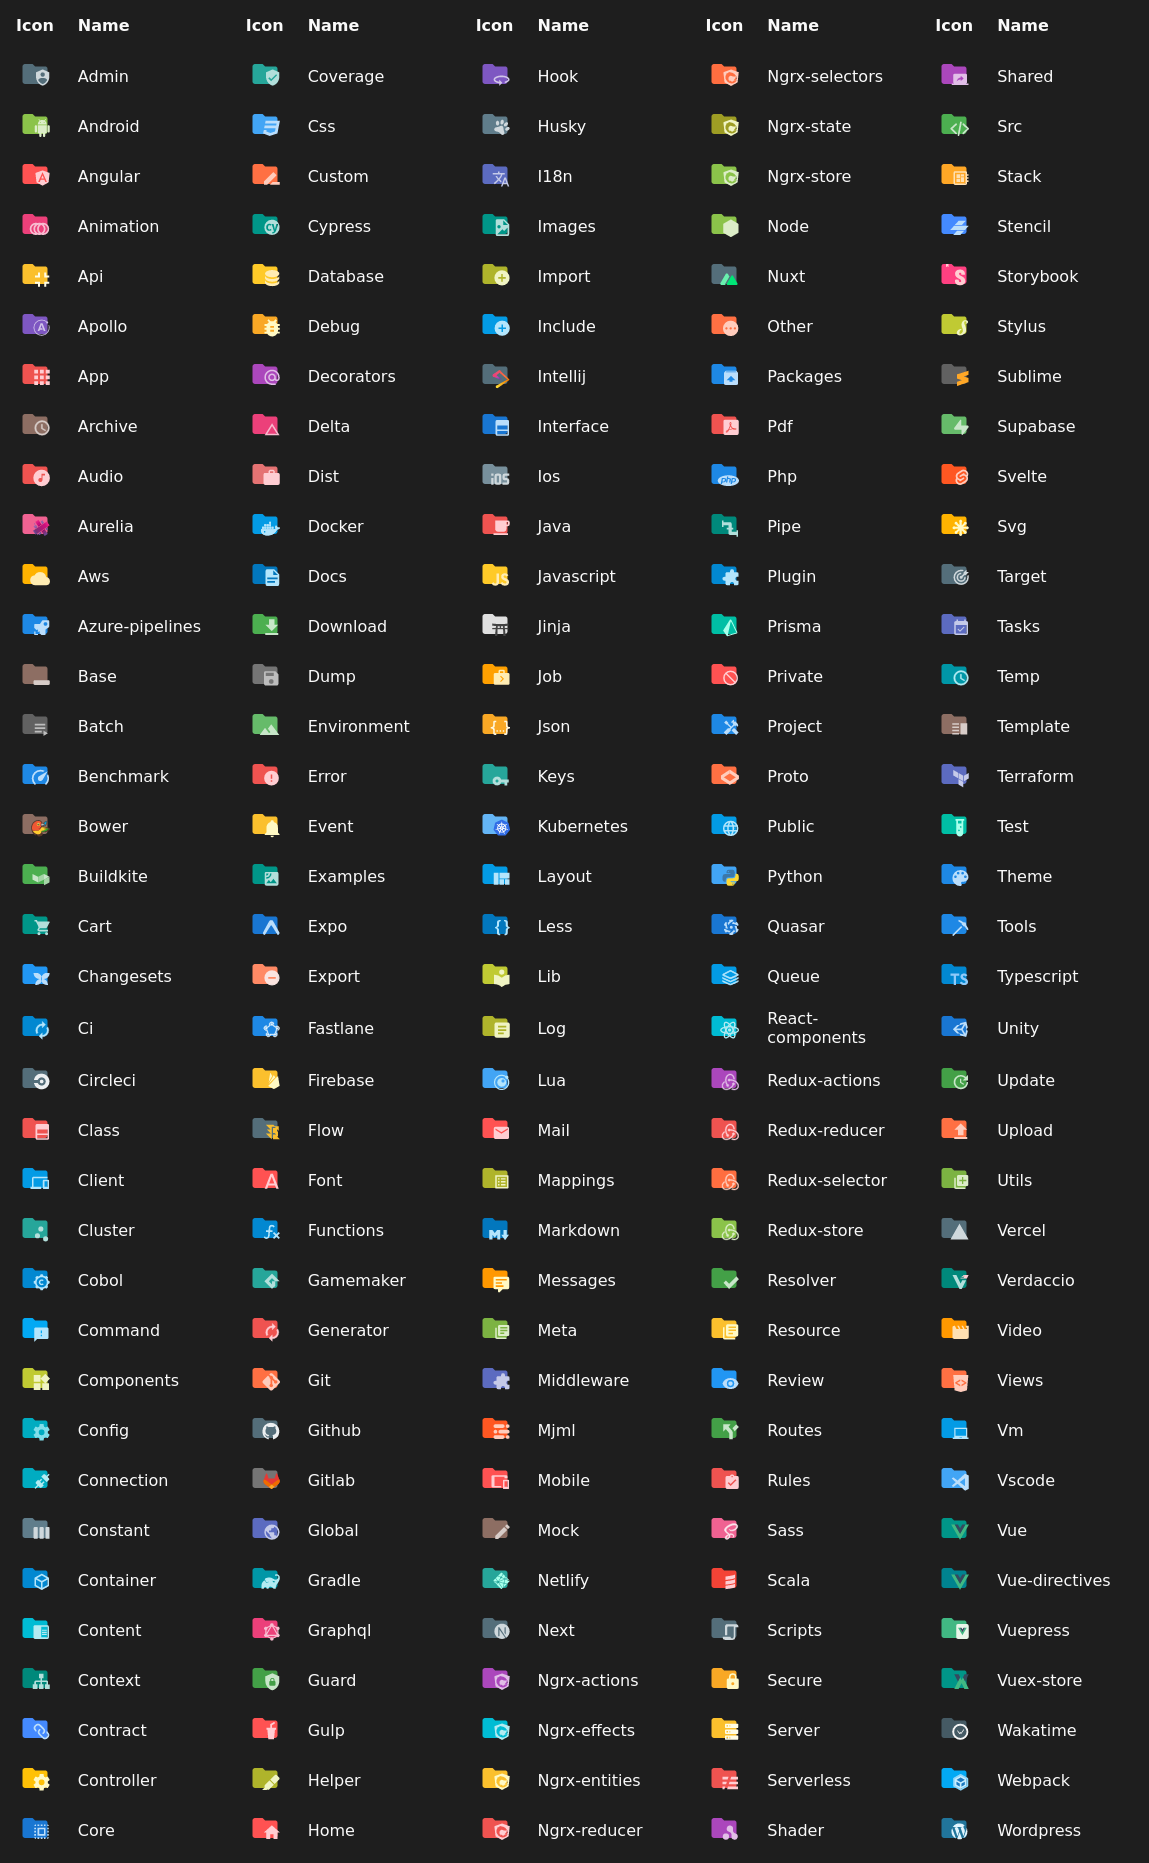 Icon Name Icon Name Icon Name Icon Name Icon Name
Admin Coverage Hook Ngrx-selectors Shared
Android Css Husky Ngrx-state Src
Angular Custom I18n Ngrx-store Stack
Animation Cypress Images Node Stencil
Api Database Import Nuxt Storybook
Apollo Debug Include Other Stylus
App Decorators Intellij Packages Sublime
Archive Delta Interface Pdf Supabase
Audio Dist Ios Php Svelte
Aurelia Docker Java Pipe Svg
Aws Docs Javascript Plugin Target
Azure-pipelines Download Jinja Prisma Tasks
Base Dump Job Private Temp
Batch Environment Json Project Template
Benchmark Error Keys Proto Terraform
Bower Event Kubernetes Public Test
Buildkite Examples Layout Python Theme
Cart Expo Less Quasar Tools
Changesets Export Lib Queue Typescript
Ci Fastlane Log React-components Unity
Circleci Firebase Lua Redux-actions Update
Class Flow Mail Redux-reducer Upload
Client Font Mappings Redux-selector Utils
Cluster Functions Markdown Redux-store Vercel
Cobol Gamemaker Messages Resolver Verdaccio
Command Generator Meta Resource Video
Components Git Middleware Review Views
Config Github Mjml Routes Vm
Connection Gitlab Mobile Rules Vscode
Constant Global Mock Sass Vue
Container Gradle Netlify Scala Vue-directives
Content Graphql Next Scripts Vuepress
Context Guard Ngrx-actions Secure Vuex-store
Contract Gulp Ngrx-effects Server Wakatime
Controller Helper Ngrx-entities Serverless Webpack
Core Home Ngrx-reducer Shader Wordpress